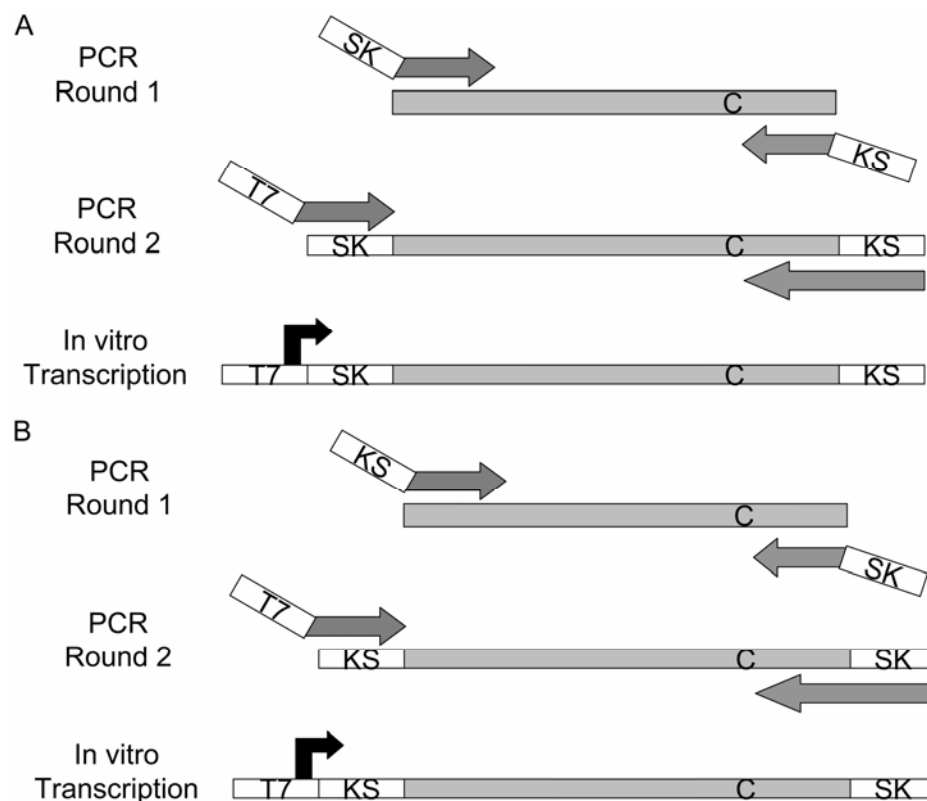 A
PCR
Round 1
SK
C
KS
PCR
Round 2
T7
SK
C
KS
In vitro
Transcription
T7
SK
C
KS
B
PCR
Round 1
KS
C
SK
PCR
Round 2
T7
KS
C
SK
In vitro
Transcription
T7
KS
C
SK